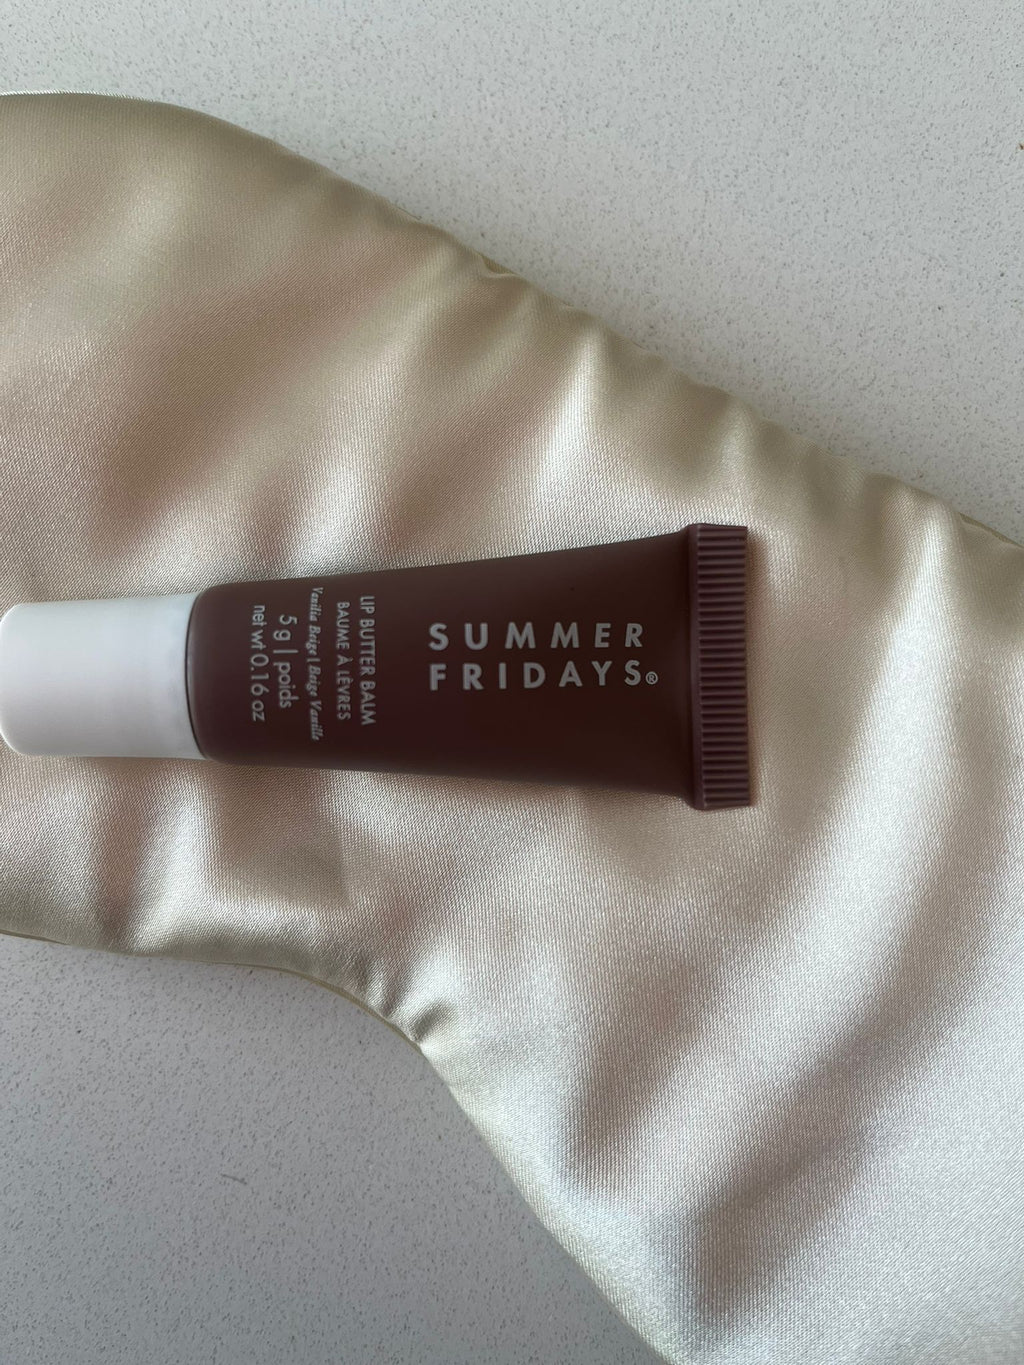 SUMMER
FRIDAYS®
LIP BUTTER BALM
BAUME À LÈVRES
Vanilla Beige | Beige Vanille
5 g | poids
net wt 0.16 oz